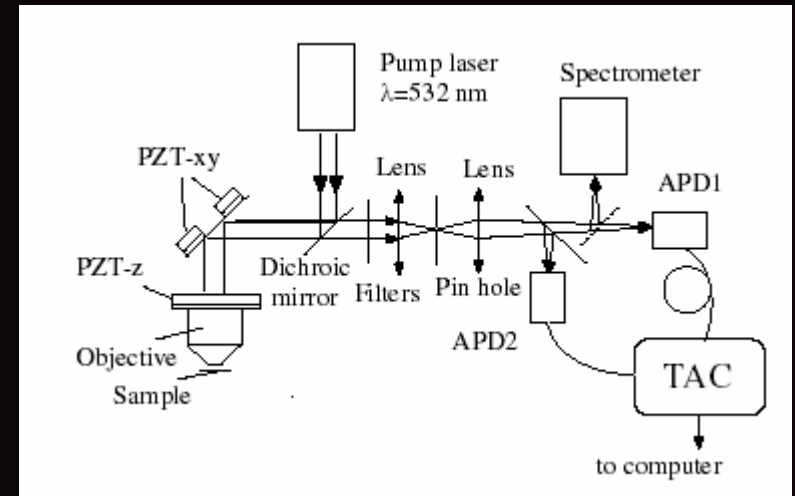 Pump laser
λ=532 nm
Spectrometer
PZT-xy
Lens
Lens
APD1
PZT-z
Dichroic
mirror
Filters
Pin hole
APD2
Objective
Sample
TAC
to computer